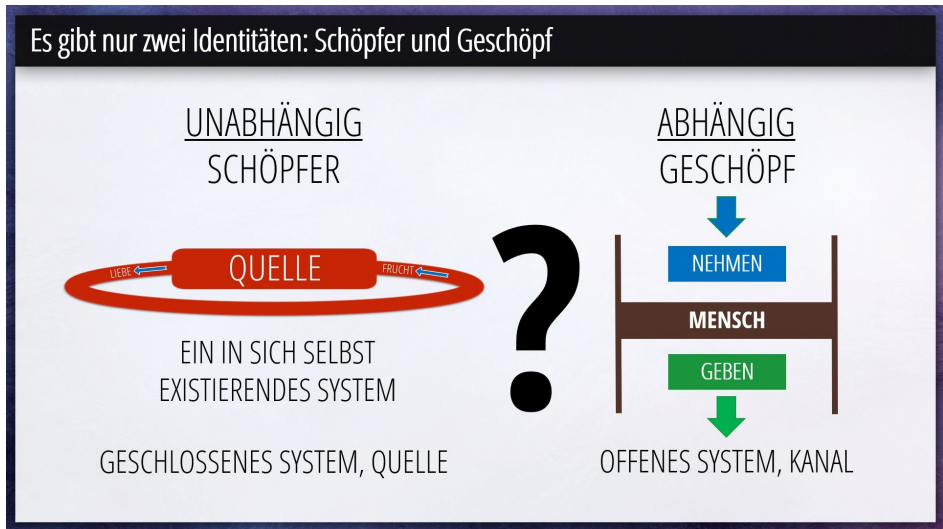 Es gibt nur zwei Identitäten: Schöpfer und Geschöpf
UNABHÄNGIG
SCHÖPFER
LIEBE
QUELLE
FRUCHT
EIN IN SICH SELBST
EXISTIERENDES SYSTEM
GESCHLOSSENES SYSTEM, QUELLE
?
ABHÄNGIG
GESCHÖPF
NEHMEN
MENSCH
GEBEN
OFFENES SYSTEM, KANAL